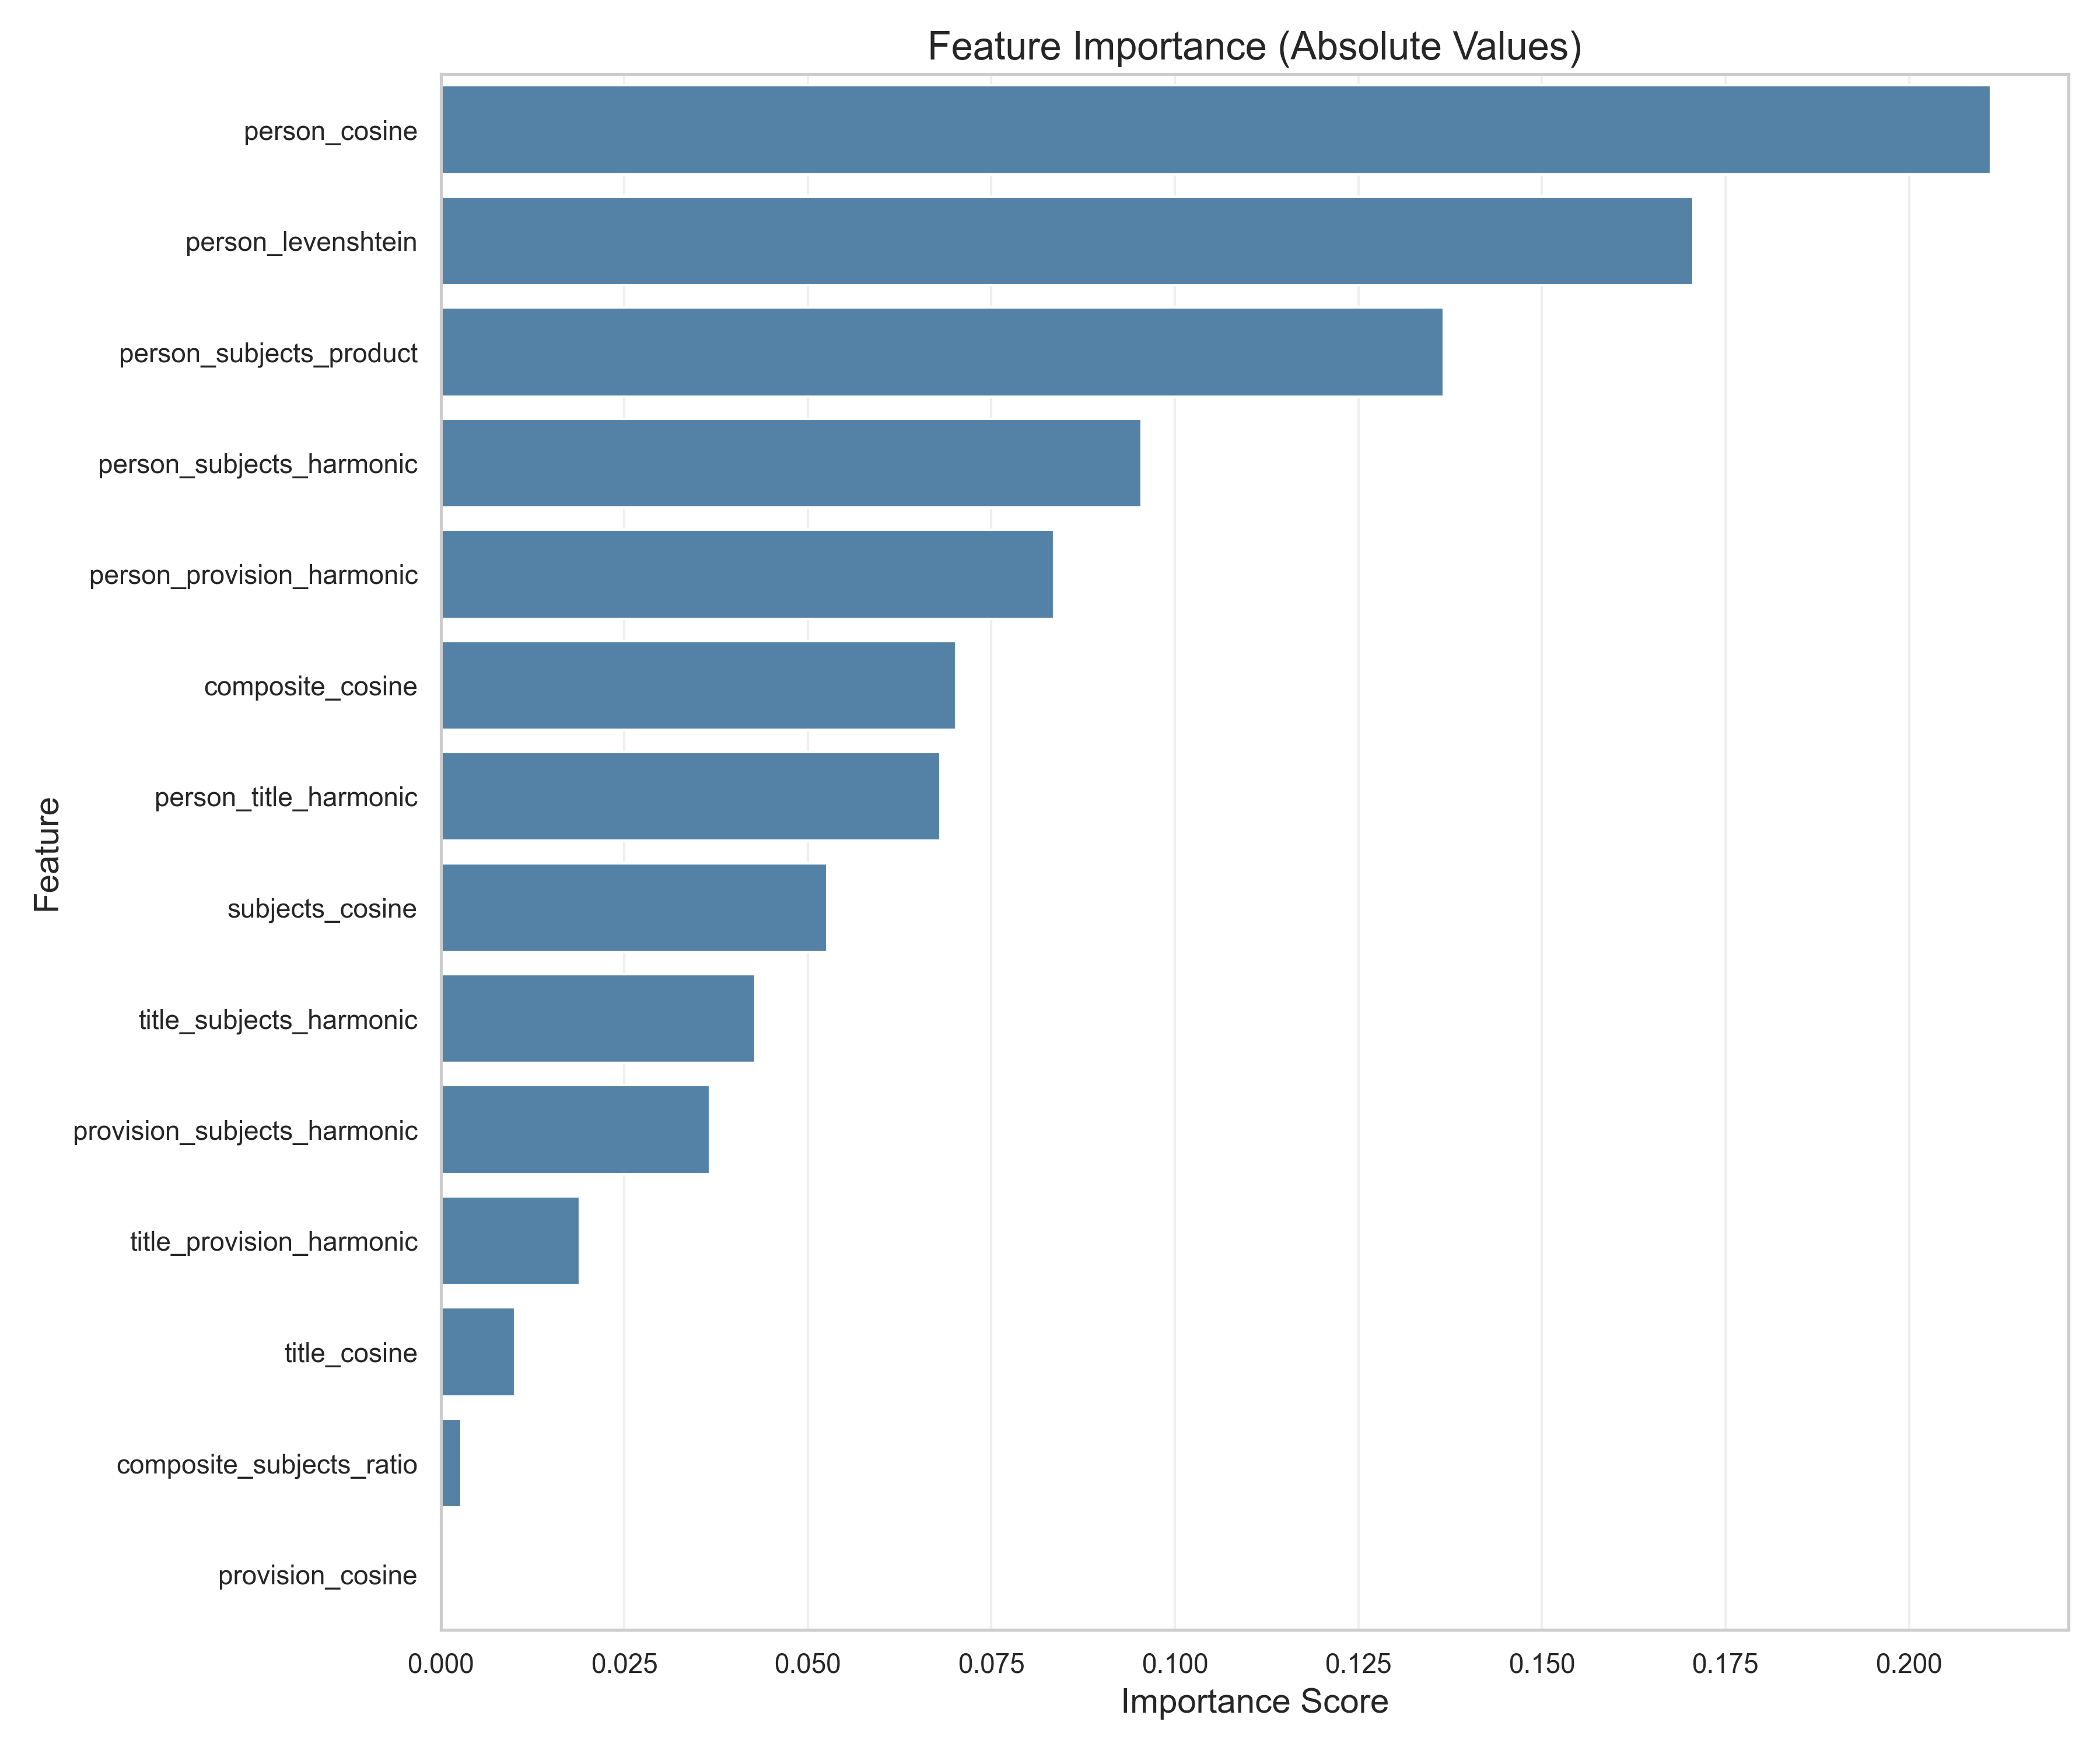 Feature Importance (Absolute Values)
person_cosine
person_levenshtein
person_subjects_product
person_subjects_harmonic
person_provision_harmonic
composite_cosine
person_title_harmonic
subjects_cosine
title_subjects_harmonic
provision_subjects_harmonic
title_provision_harmonic
title_cosine
composite_subjects_ratio
provision_cosine
Feature
0.000 0.025 0.050 0.075 0.100 0.125 0.150 0.175 0.200
Importance Score